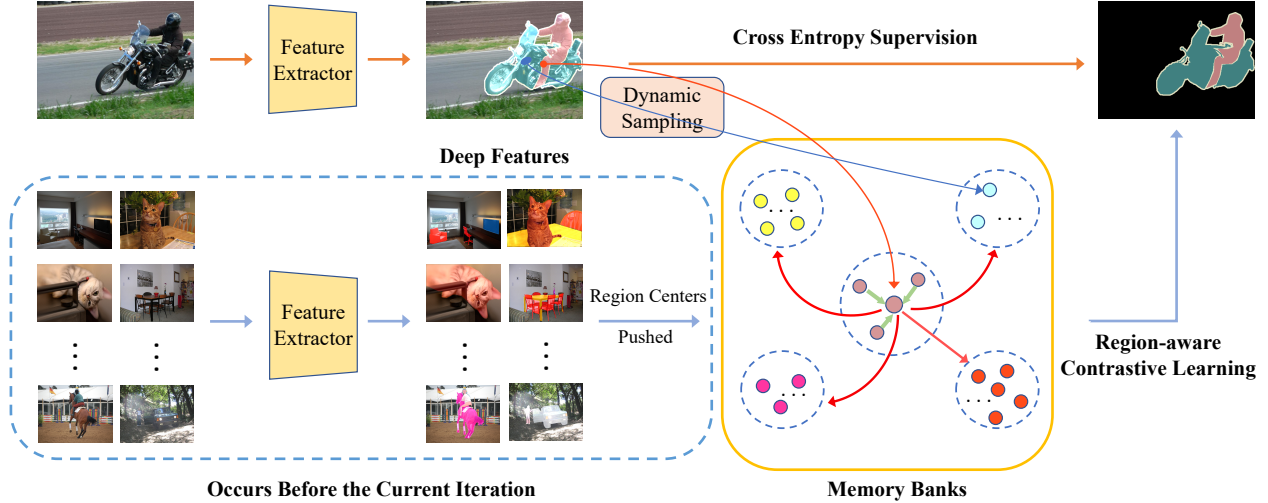 Feature
Extractor
Cross Entropy Supervision
Dynamic
Sampling
Deep Features
Feature
Extractor
Region Centers
Pushed
Region-aware
Contrastive Learning
Occurs Before the Current Iteration
Memory Banks